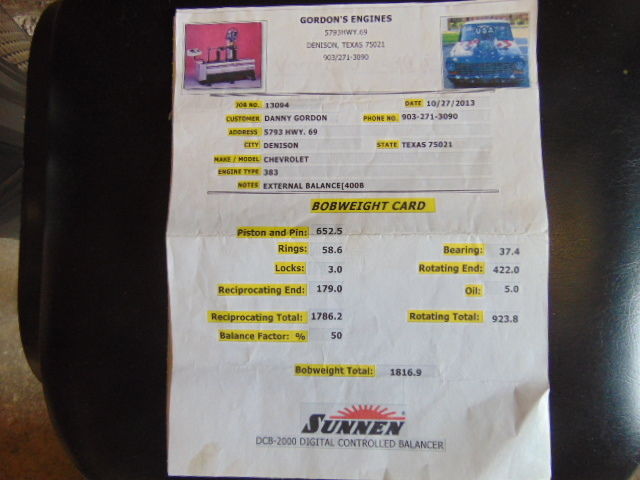 GORDON'S ENGINES
5793HWY.69
DENISON, TEXAS 75021
903/271-3090
USA
JOB NO. 13094 DATE 10/27/2013
CUSTOMER DANNY GORDON PHONE NO. 903-271-3090
ADDRESS 5793 HWY. 69
CITY DENISON STATE TEXAS 75021
MAKE / MODEL CHEVROLET
ENGINE TYPE 383
NOTES EXTERNAL BALANCE[400B
BOBWEIGHT CARD
Piston and Pin: 652.5
Rings: 58.6 Bearing: 37.4
Locks: 3.0 Rotating End: 422.0
Reciprocating End: 179.0 Oil: 5.0
Reciprocating Total: 1786.2 Rotating Total: 923.8
Balance Factor: % 50
Bobweight Total: 1816.9
SUNNEN
DCB-2000 DIGITAL CONTROLLED BALANCER